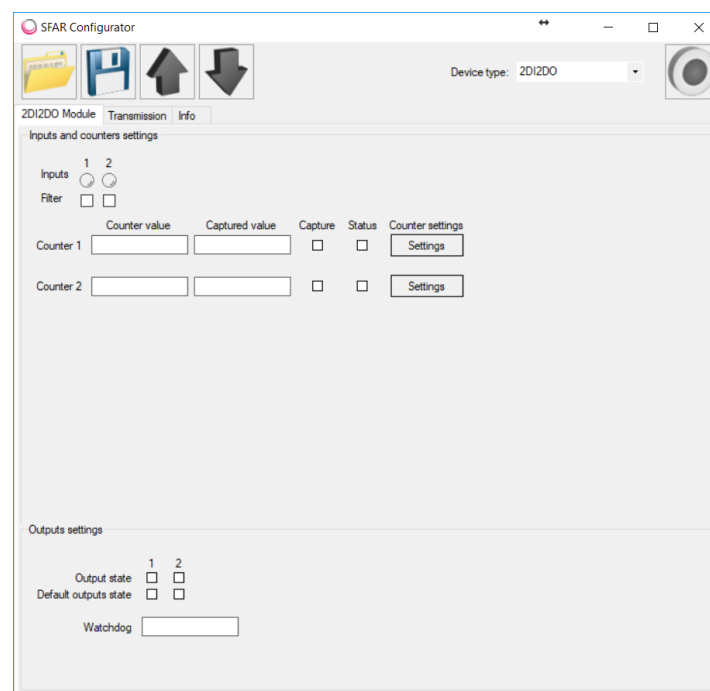 SFAR Configurator
Device type: 2DI2DO
2DI2DO Module Transmission Info
Inputs and counters settings
1 2
Inputs
Filter
Counter value Captured value Capture Status Counter settings
Counter 1 Settings
Counter 2 Settings
Outputs settings
1 2
Output state
Default outputs state
Watchdog